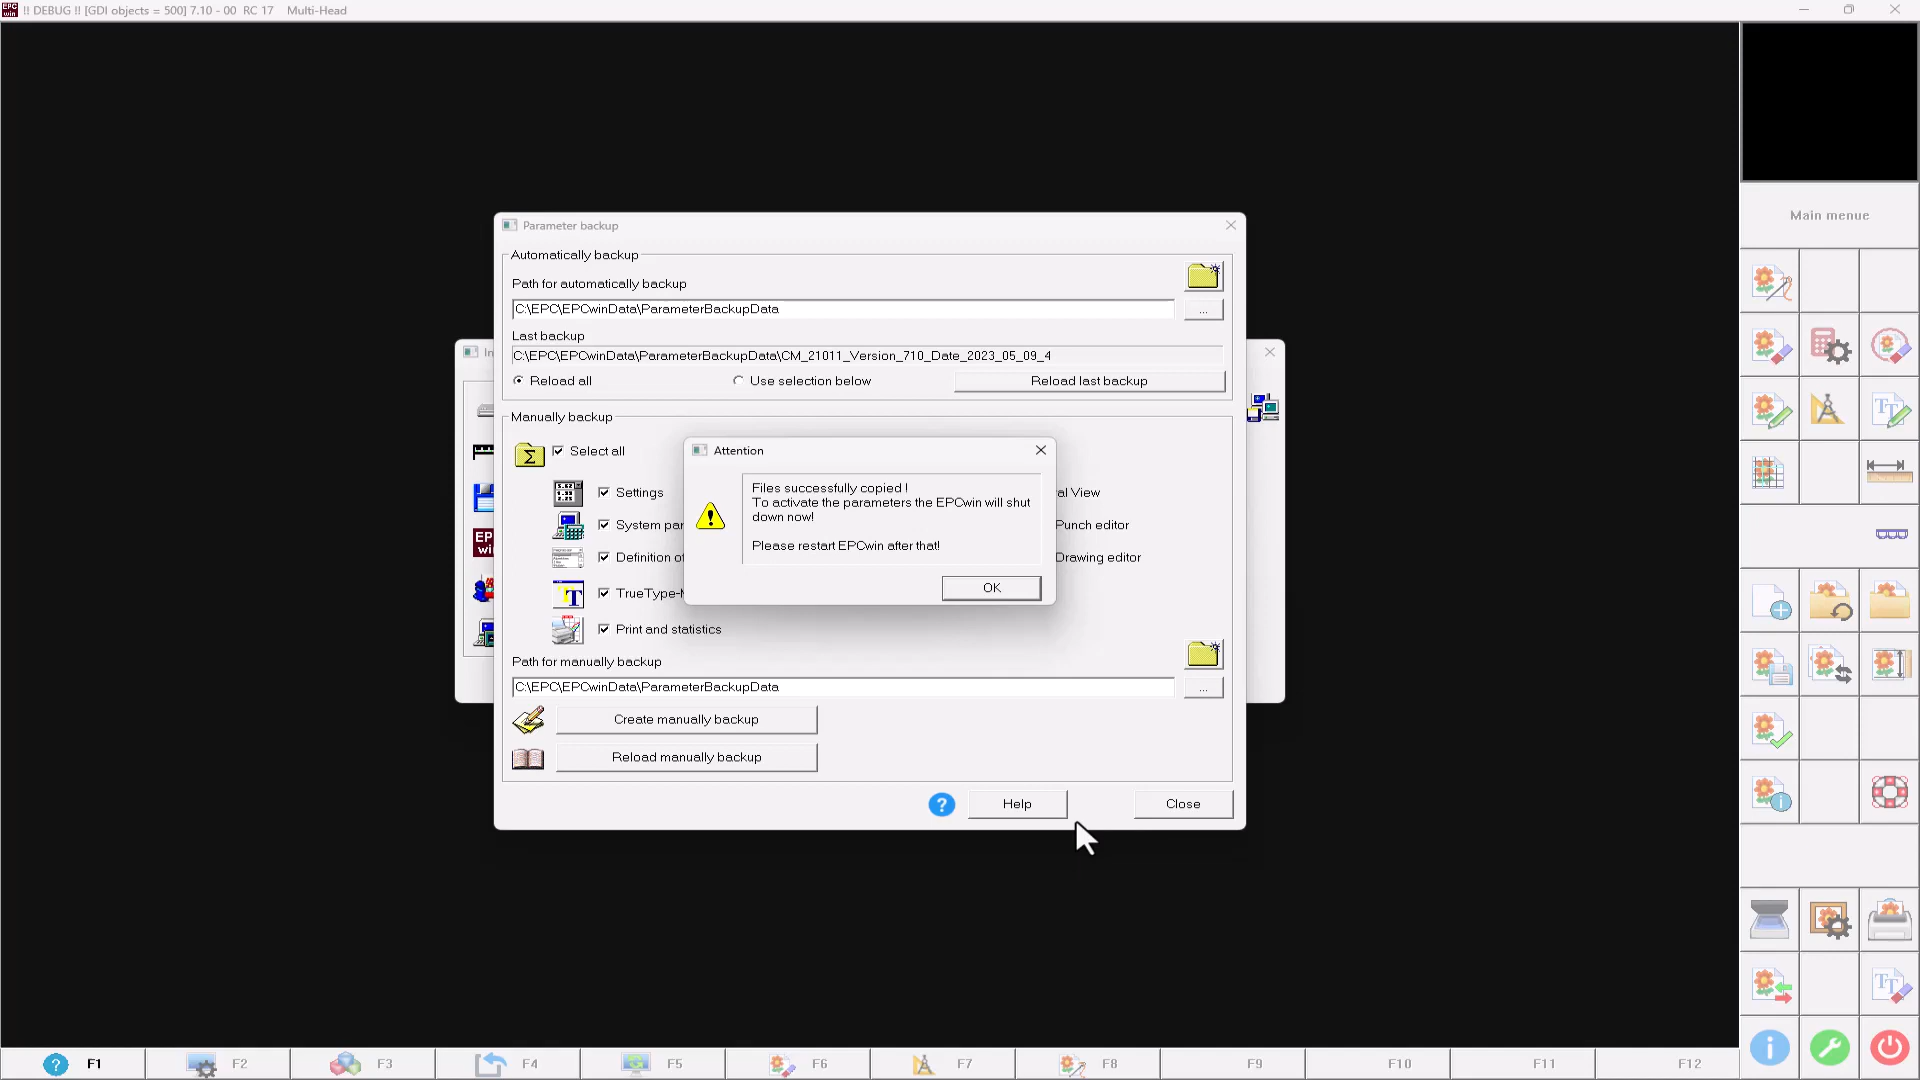 !! DEBUG !! [GDI objects = 500] 7.10 - 00  RC 17    Multi-Head
Main menue
Parameter backup
Automatically backup
Path for automatically backup
C:\EPC\EPCwinData\ParameterBackupData
...
Last backup
C:\EPC\EPCwinData\ParameterBackupData\CM_21011_Version_710_Date_2023_05_09_4
Reload all
Use selection below
Reload last backup
Manually backup
Select all
Settings
al View
System par
Punch editor
Definition of
Drawing editor
TrueType-
Print and statistics
Attention
Files successfully copied !
To activate the parameters the EPCwin will shut
down now!
Please restart EPCwin after that!
OK
Path for manually backup
C:\EPC\EPCwinData\ParameterBackupData
...
Create manually backup
Reload manually backup
Help
Close
F1
F2
F3
F4
F5
F6
F7
F8
F9
F10
F11
F12